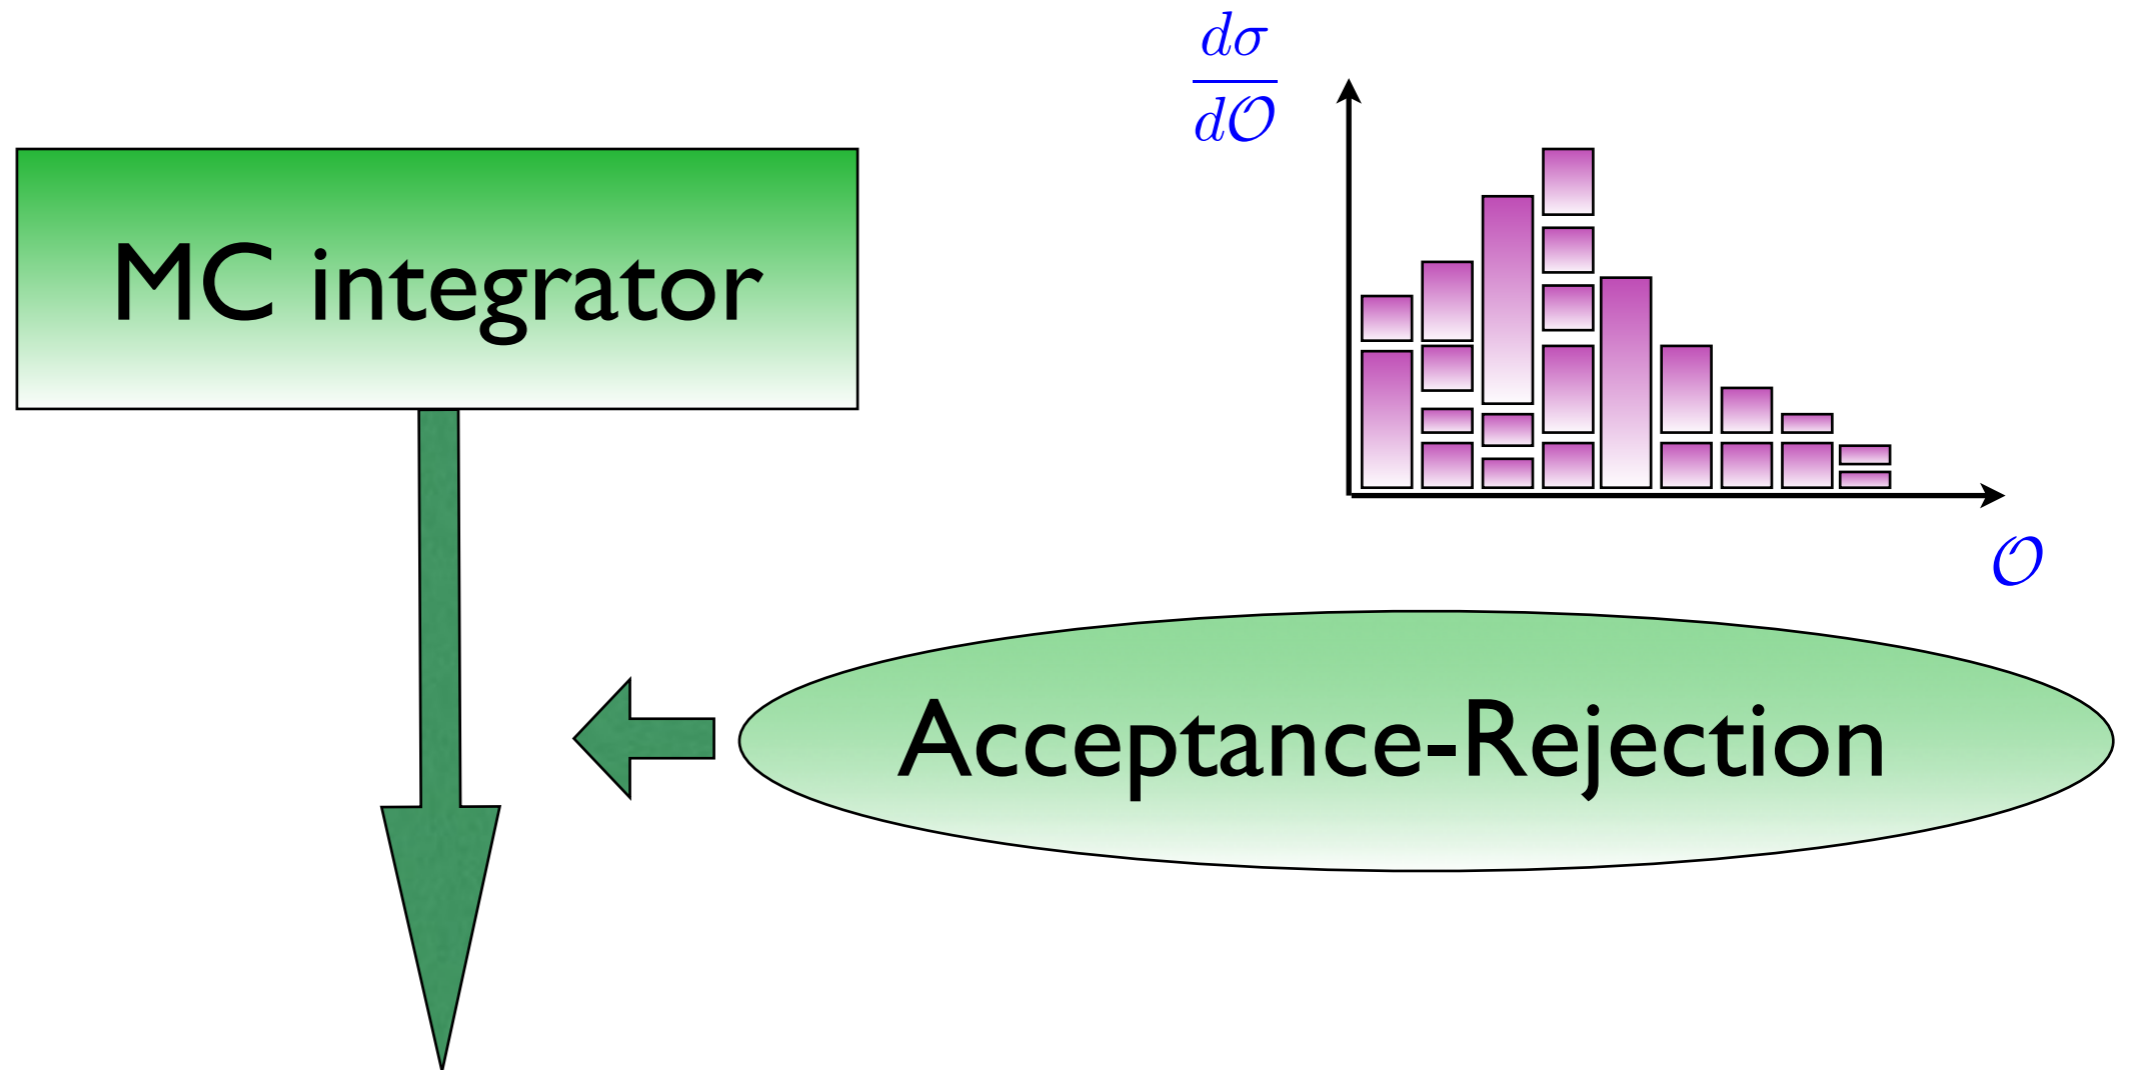 dσ
d𝒪
MC integrator
𝒪
Acceptance-Rejection